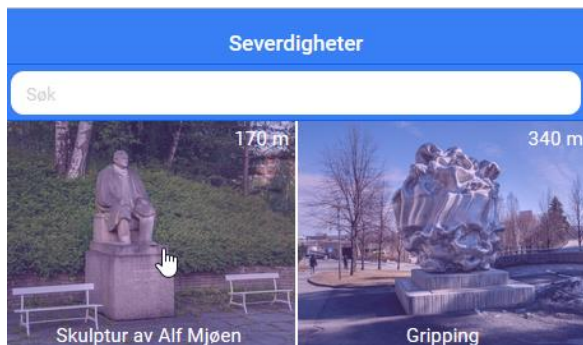 Severdigheter
Søk
170 m
340 m
Skulptur av Alf Mjøen
Gripping